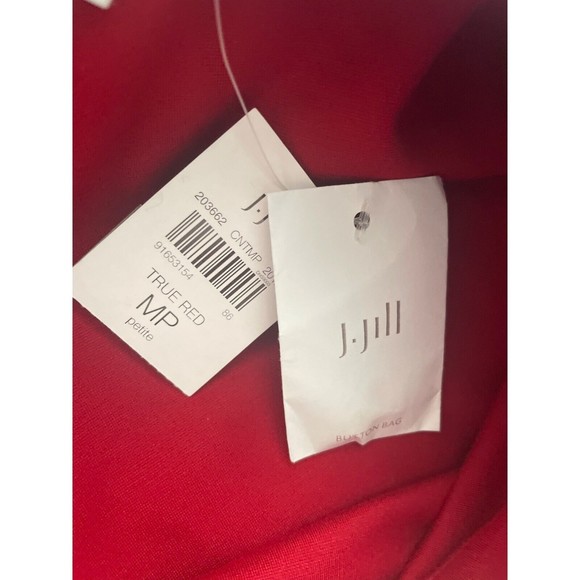 J.Jill
203662 CNTMP 20
91653154 86
TRUE RED
MP
petite
J.Jill
BUTTON BAG